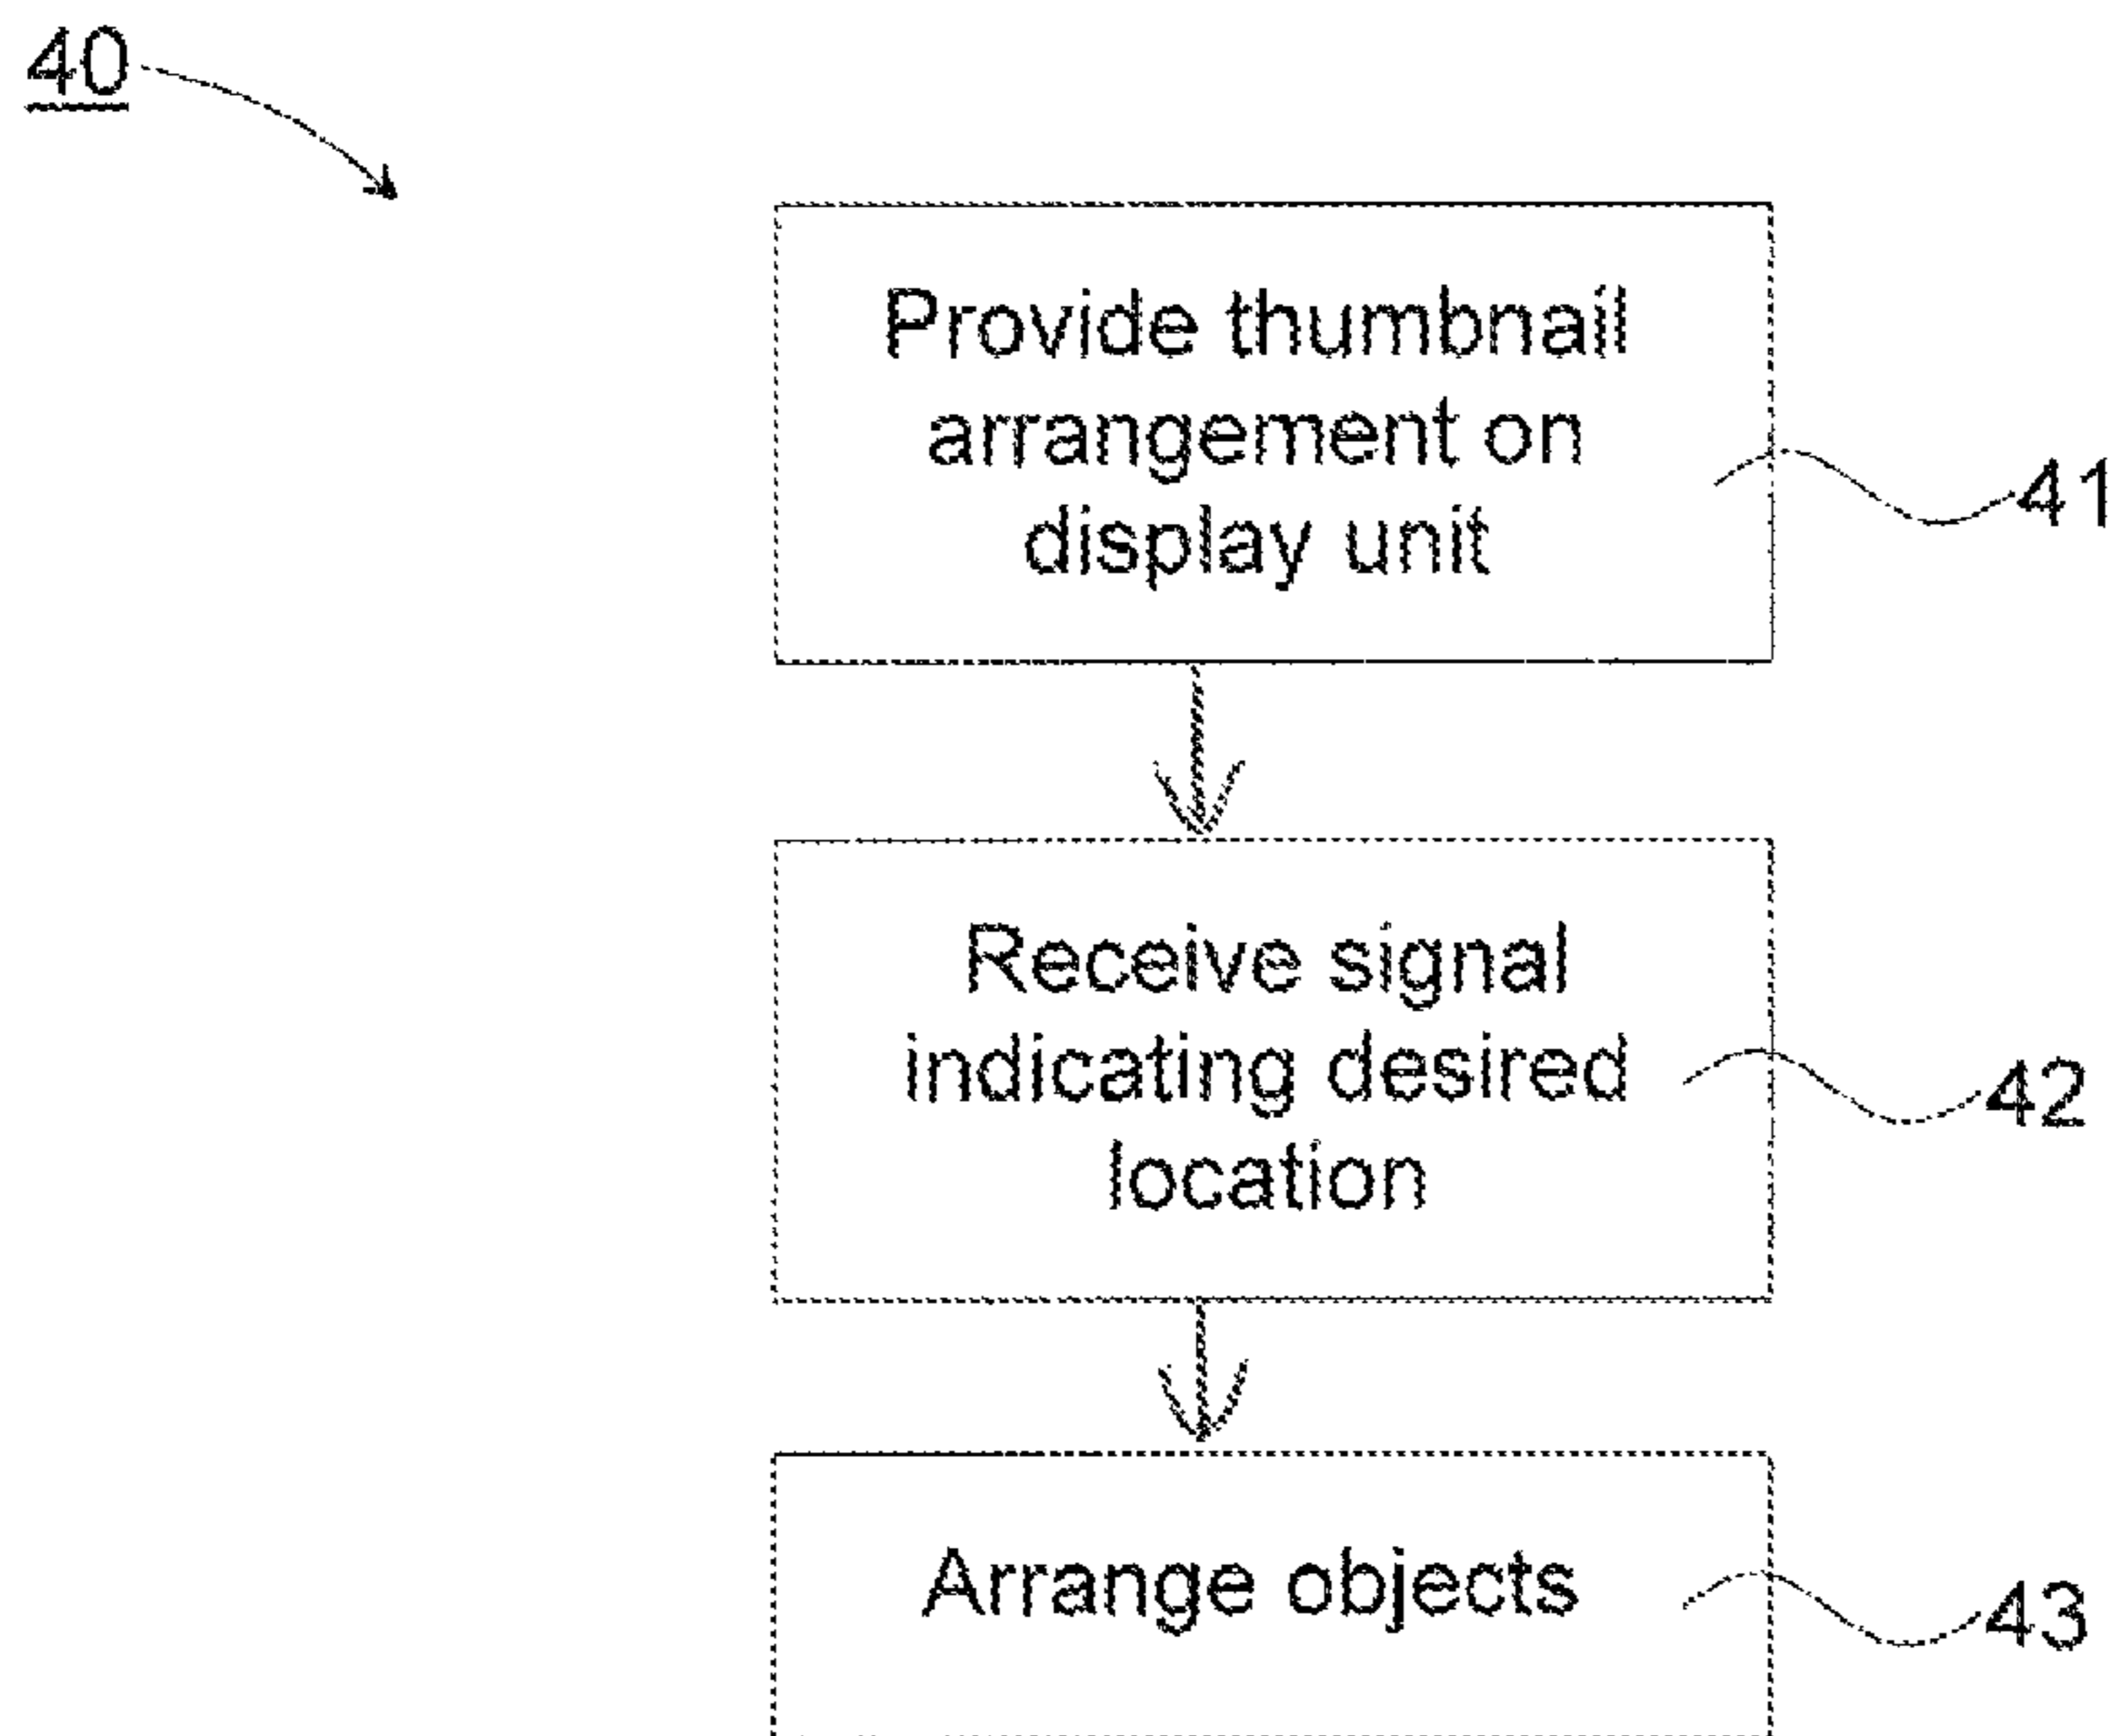 40
Provide thumbnail
arrangement on
display unit
41
Receive signal
indicating desired
location
42
Arrange objects
43